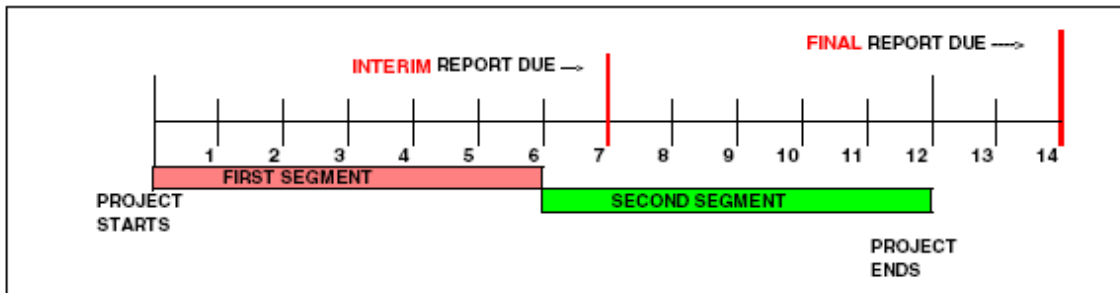 FINAL REPORT DUE ---->
INTERIM REPORT DUE -->
1 2 3 4 5 6 7 8 9 10 11 12 13 14
FIRST SEGMENT
PROJECT
STARTS
SECOND SEGMENT
PROJECT
ENDS